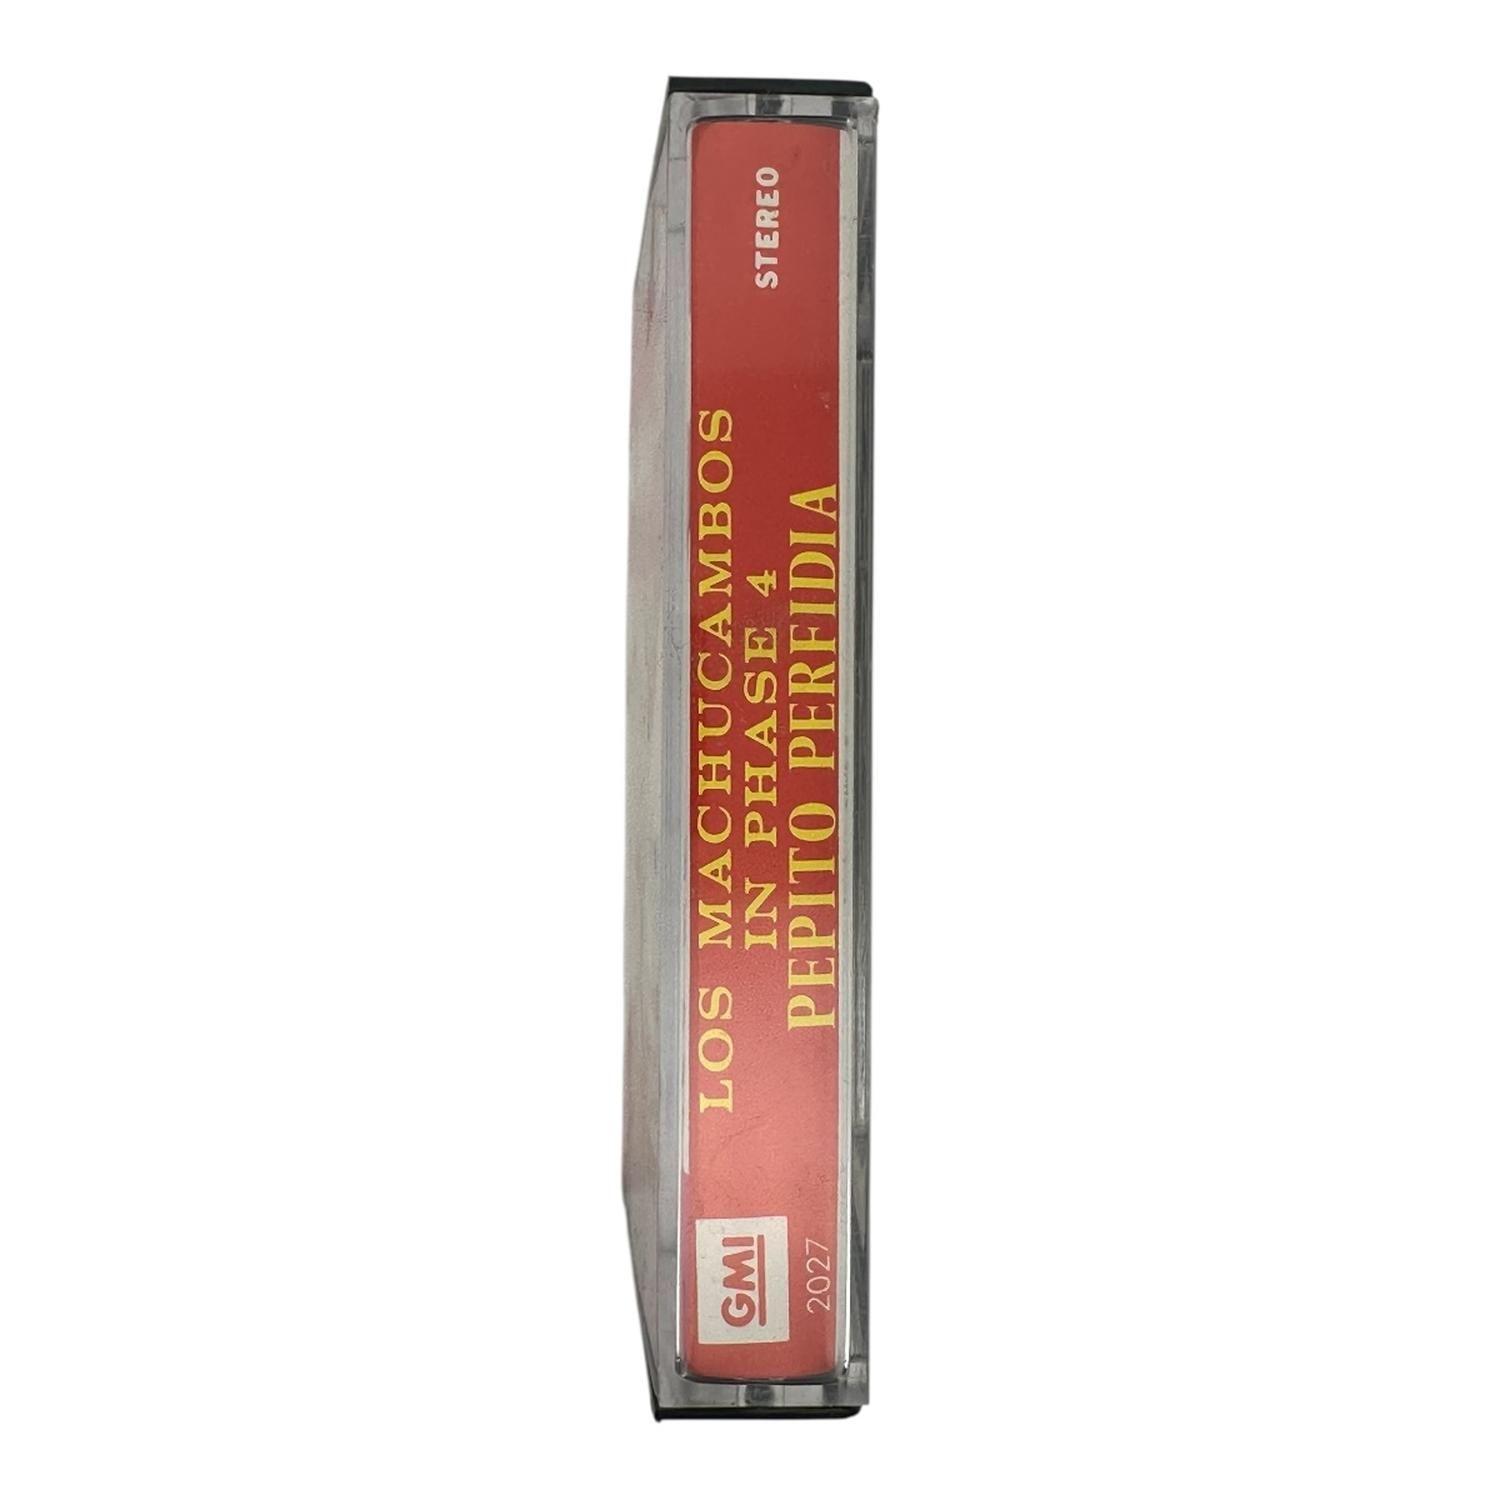 GMI
2027
LOS MACHUCAMBOS
IN PHASE 4
PEPITO PERFIDIA
STEREO